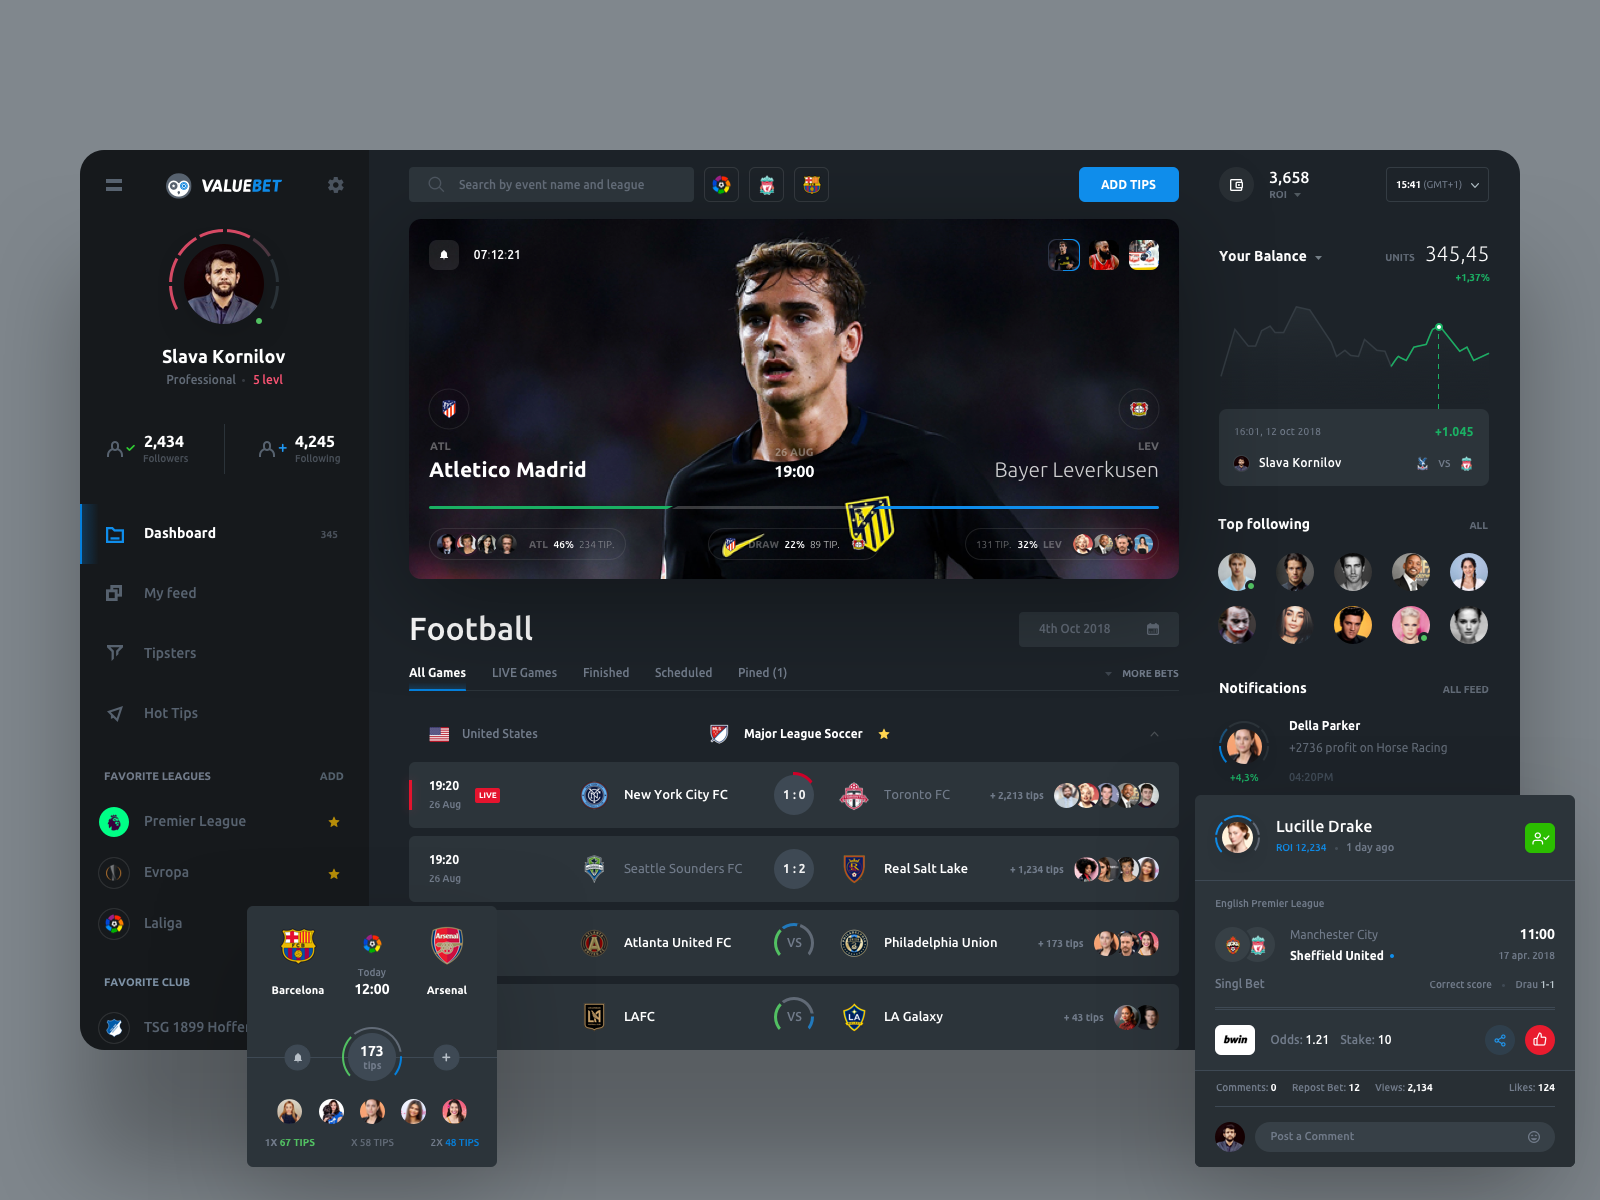 VALUEBET
Slava Kornilov
Professional • 5 levl
2,434
Followers
4,245
Following
Dashboard 345
My feed
Tipsters
Hot Tips
FAVORITE LEAGUES ADD
Premier League
Evropa
Laliga
FAVORITE CLUB
TSG 1899 Hoffen
Search by event name and league
ADD TIPS
07:12:21
ATL
Atletico Madrid
26 AUG
19:00
LEV
Bayer Leverkusen
ATL 46% 234 TIP.
DRAW 22% 89 TIP.
131 TIP. 32% LEV
Football
4th Oct 2018
All Games LIVE Games Finished Scheduled Pined (1) MORE BETS
United States Major League Soccer
19:20
26 Aug
LIVE
New York City FC 1 : 0 Toronto FC + 2,213 tips
19:20
26 Aug
Seattle Sounders FC 1 : 2 Real Salt Lake + 1,234 tips
Atlanta United FC VS Philadelphia Union + 173 tips
LAFC VS LA Galaxy + 43 tips
3,658
ROI
15:41 (GMT+1)
Your Balance UNITS 345,45
+1,37%
16:01, 12 oct 2018 +1.045
Slava Kornilov VS
Top following ALL
Notifications ALL FEED
Della Parker
+2736 profit on Horse Racing
+4,3% 04:20PM
Barcelona
Today
12:00
Arsenal
Arsenal
173
tips
1X 67 TIPS X 58 TIPS 2X 48 TIPS
Lucille Drake
ROI 12,234 • 1 day ago
English Premier League
Manchester City 11:00
Sheffield United • 17 apr. 2018
Singl Bet Correct score • Drau 1-1
bwin Odds: 1.21 Stake: 10
Comments: 0 Repost Bet: 12 Views: 2,134 Likes: 124
Post a Comment